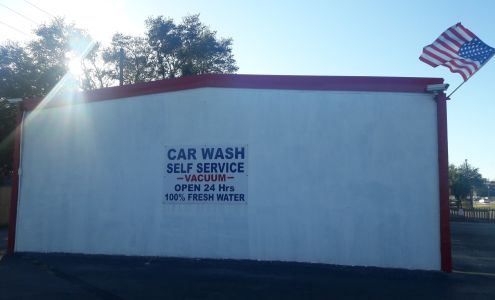 CAR WASH
SELF SERVICE
-VACUUM-
OPEN 24 Hrs
100% FRESH WATER